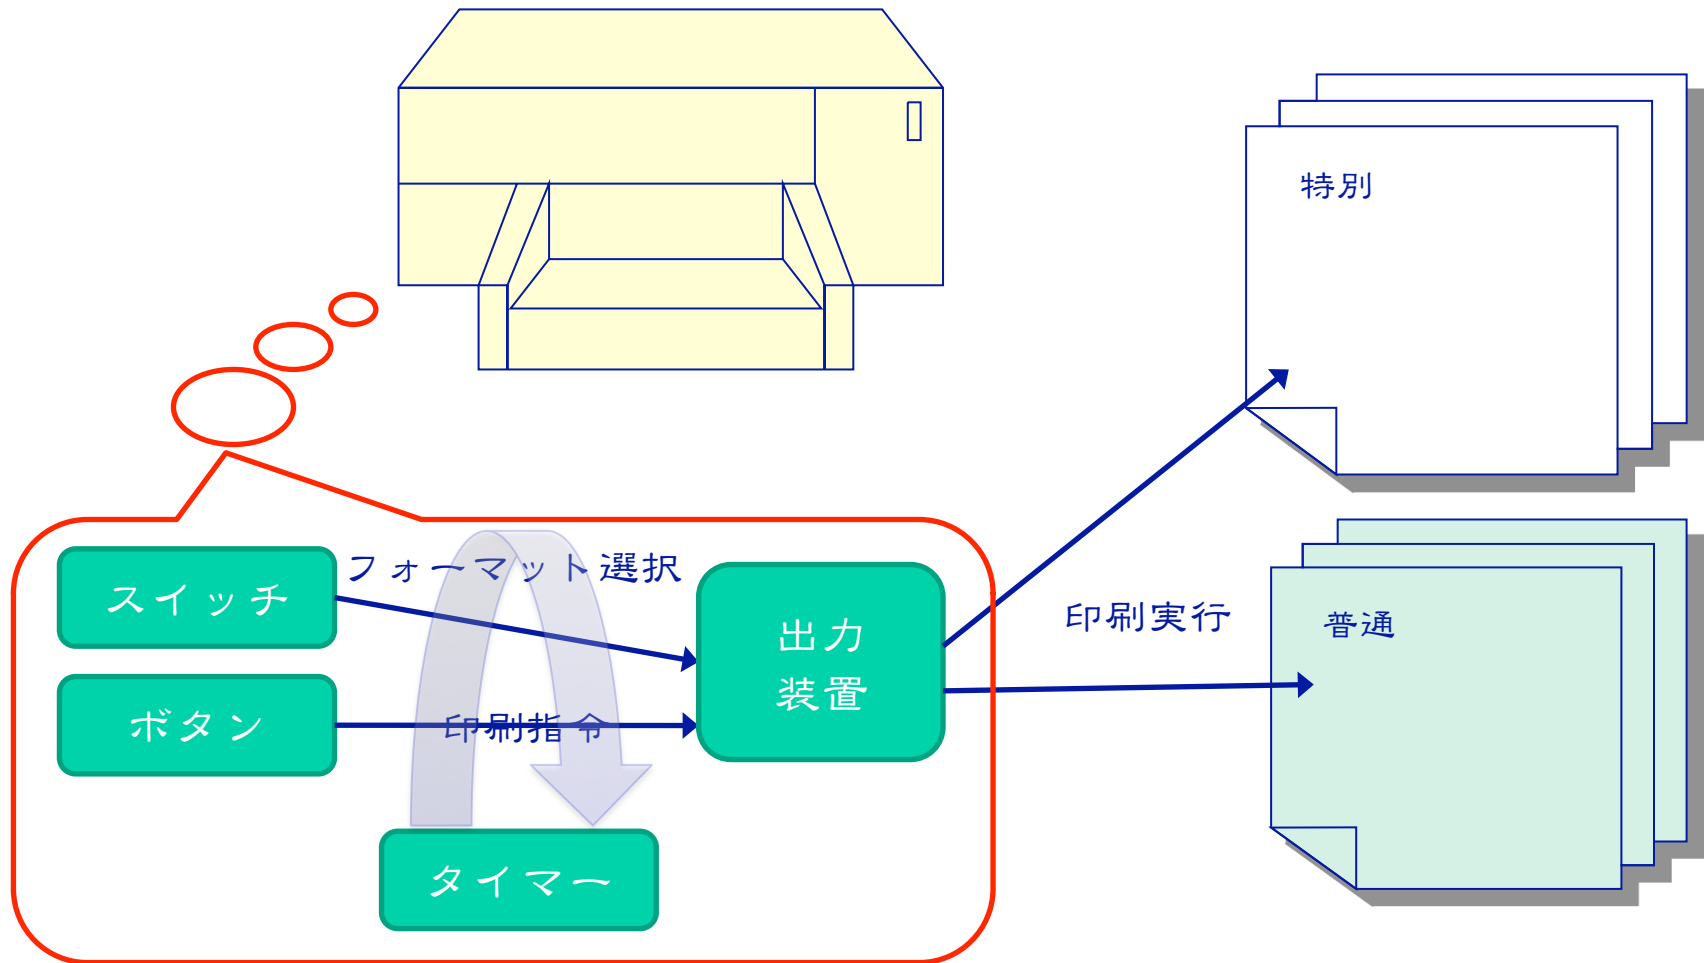 特別
スイッチ
フォーマット選択
出力
装置
印刷実行
普通
ボタン
印刷指令
タイマー